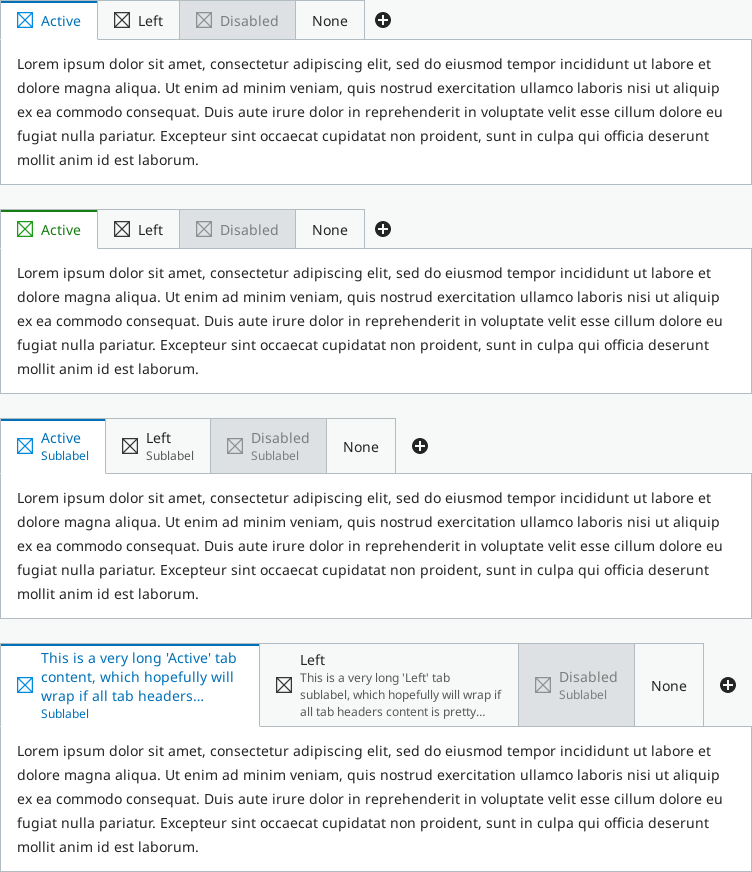 Active Left Disabled None
Lorem ipsum dolor sit amet, consectetur adipiscing elit, sed do eiusmod tempor incididunt ut labore et
dolore magna aliqua. Ut enim ad minim veniam, quis nostrud exercitation ullamco laboris nisi ut aliquip
ex ea commodo consequat. Duis aute irure dolor in reprehenderit in voluptate velit esse cillum dolore eu
fugiat nulla pariatur. Excepteur sint occaecat cupidatat non proident, sunt in culpa qui officia deserunt
mollit anim id est laborum.
Active Left Disabled None
Lorem ipsum dolor sit amet, consectetur adipiscing elit, sed do eiusmod tempor incididunt ut labore et
dolore magna aliqua. Ut enim ad minim veniam, quis nostrud exercitation ullamco laboris nisi ut aliquip
ex ea commodo consequat. Duis aute irure dolor in reprehenderit in voluptate velit esse cillum dolore eu
fugiat nulla pariatur. Excepteur sint occaecat cupidatat non proident, sunt in culpa qui officia deserunt
mollit anim id est laborum.
Active
Sublabel
Left
Sublabel
Disabled
Sublabel
None
Lorem ipsum dolor sit amet, consectetur adipiscing elit, sed do eiusmod tempor incididunt ut labore et
dolore magna aliqua. Ut enim ad minim veniam, quis nostrud exercitation ullamco laboris nisi ut aliquip
ex ea commodo consequat. Duis aute irure dolor in reprehenderit in voluptate velit esse cillum dolore eu
fugiat nulla pariatur. Excepteur sint occaecat cupidatat non proident, sunt in culpa qui officia deserunt
mollit anim id est laborum.
This is a very long 'Active' tab
content, which hopefully will
wrap if all tab headers...
Sublabel
Left
This is a very long 'Left' tab
sublabel, which hopefully will wrap if
all tab headers content is pretty...
Disabled
Sublabel
None
Lorem ipsum dolor sit amet, consectetur adipiscing elit, sed do eiusmod tempor incididunt ut labore et
dolore magna aliqua. Ut enim ad minim veniam, quis nostrud exercitation ullamco laboris nisi ut aliquip
ex ea commodo consequat. Duis aute irure dolor in reprehenderit in voluptate velit esse cillum dolore eu
fugiat nulla pariatur. Excepteur sint occaecat cupidatat non proident, sunt in culpa qui officia deserunt
mollit anim id est laborum.